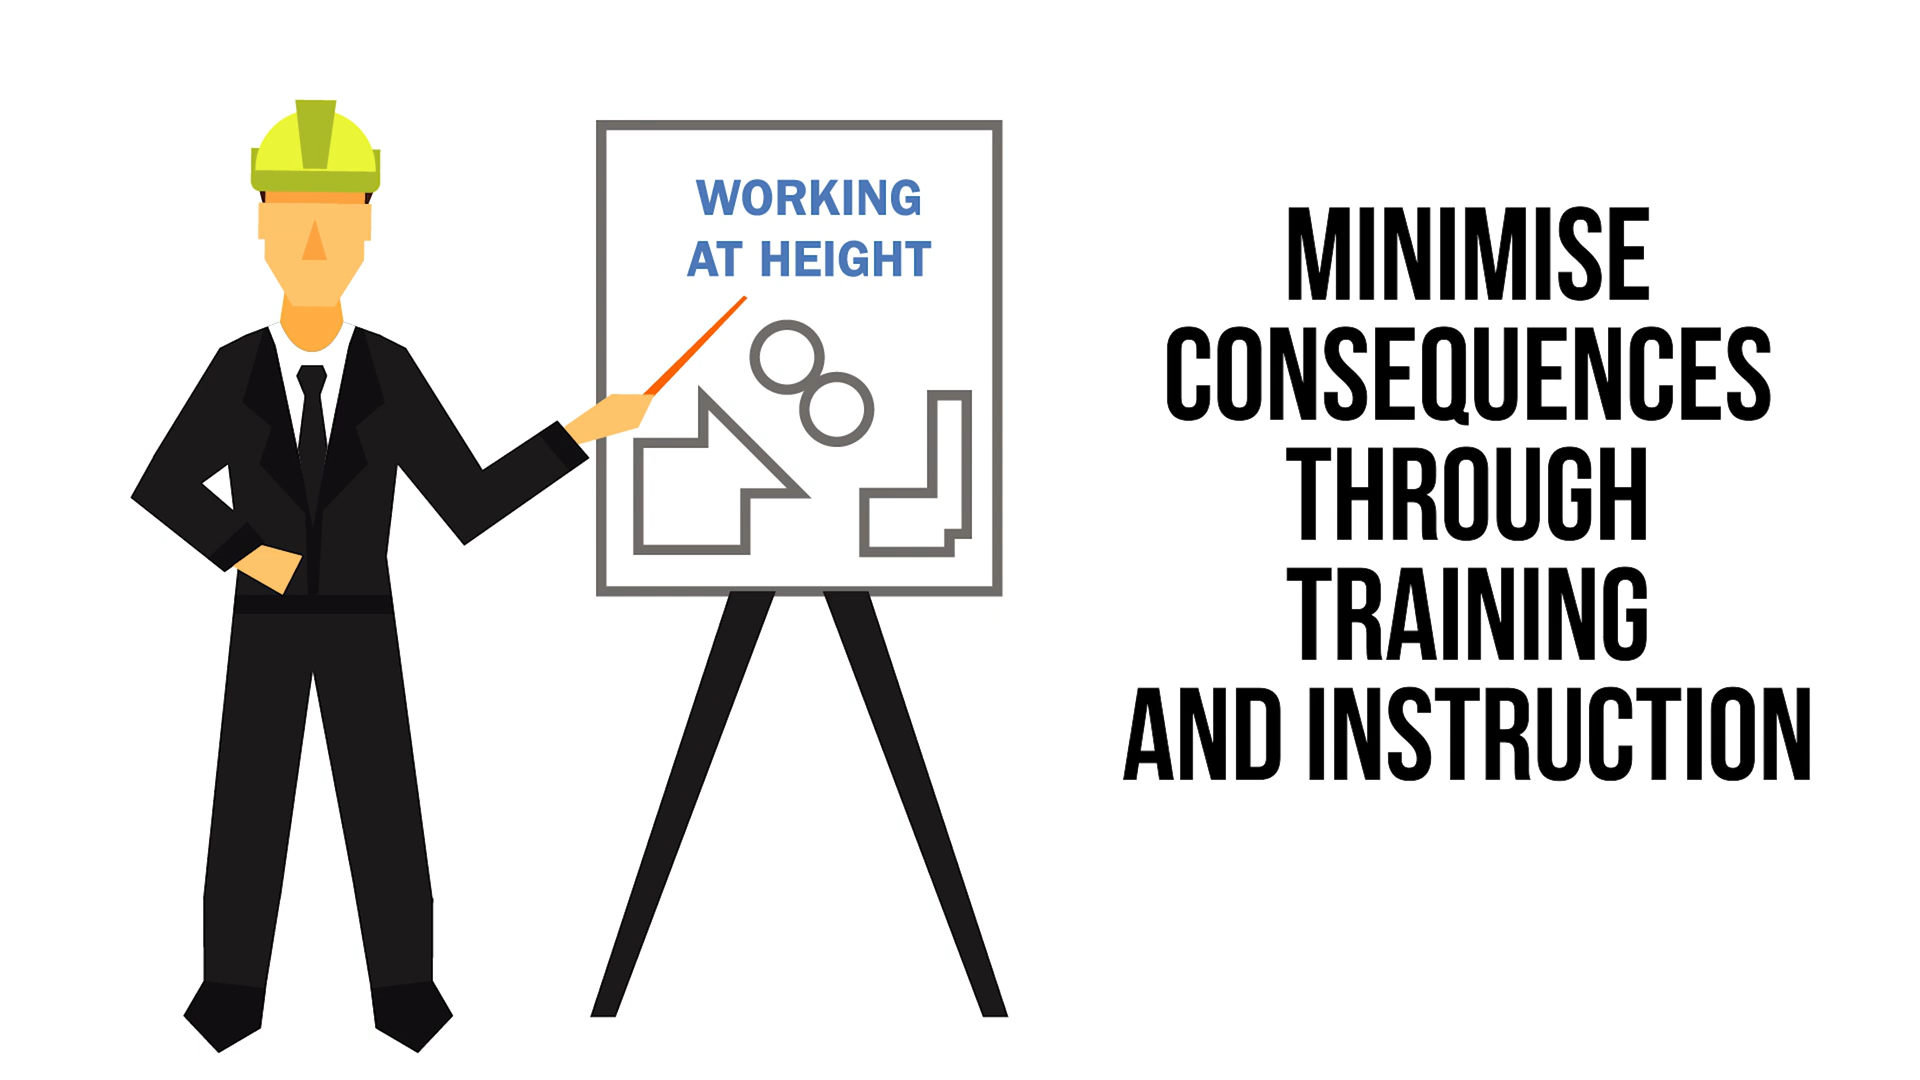 WORKING
AT HEIGHT
MINIMISE
CONSEQUENCES
THROUGH
TRAINING
AND INSTRUCTION